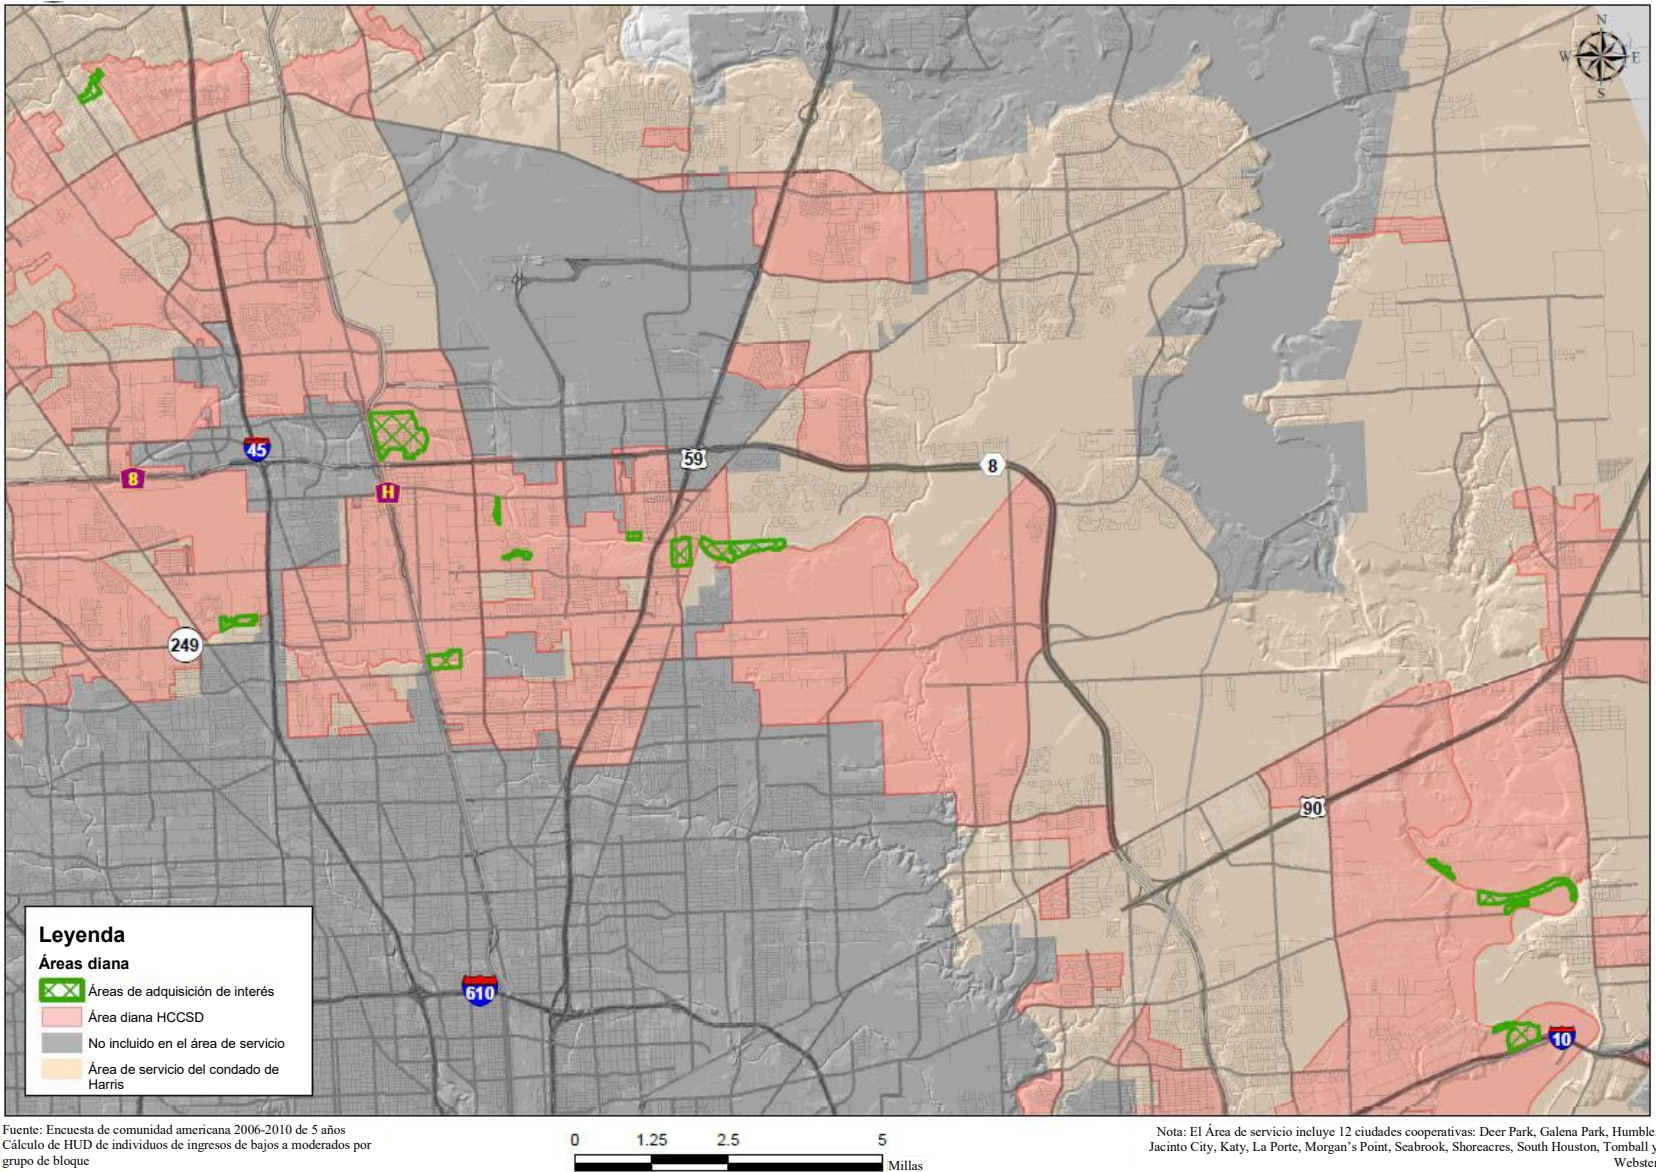 N
W E
S
45
8
H
59
8
249
90
610
10
Leyenda
Áreas diana
Áreas de adquisición de interés
Área diana HCCSD
No incluido en el área de servicio
Área de servicio del condado de
Harris
Fuente: Encuesta de comunidad americana 2006-2010 de 5 años
Cálculo de HUD de individuos de ingresos de bajos a moderados por
grupo de bloque
0 1.25 2.5 5
Millas
Nota: El Área de servicio incluye 12 ciudades cooperativas: Deer Park, Galena Park, Humble,
Jacinto City, Katy, La Porte, Morgan’s Point, Seabrook, Shoreacres, South Houston, Tomball y
Webster